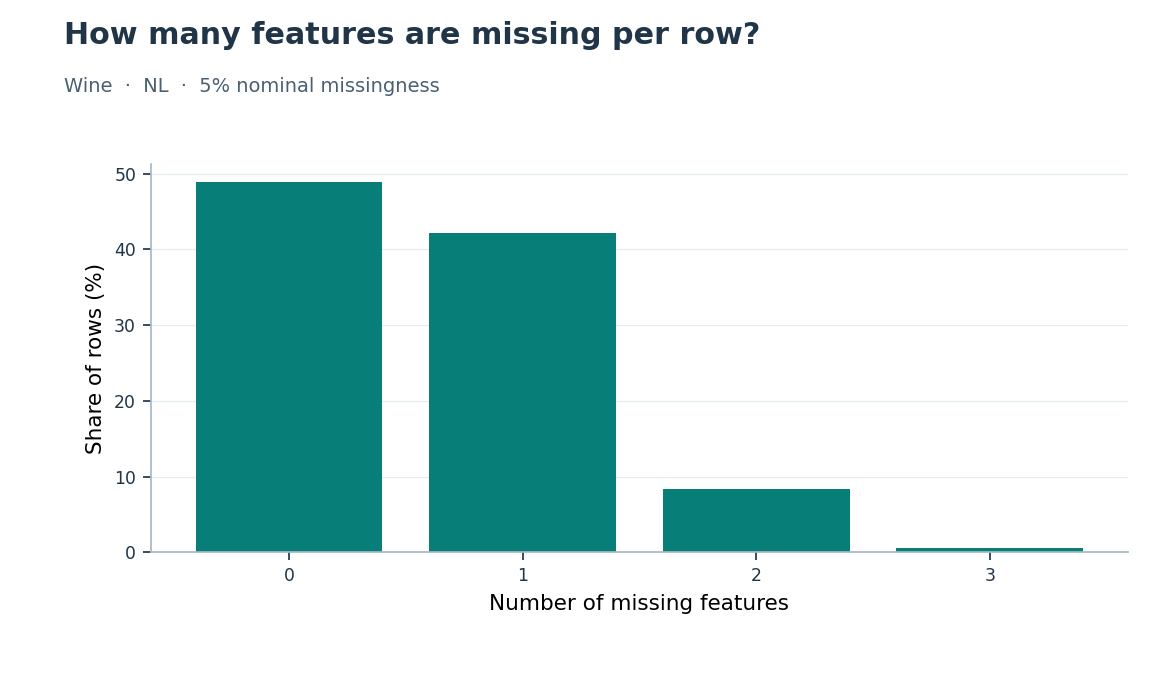 How many features are missing per row?
Wine · NL · 5% nominal missingness
50
40
30
20
10
0
Share of rows (%)
0 1 2 3
Number of missing features